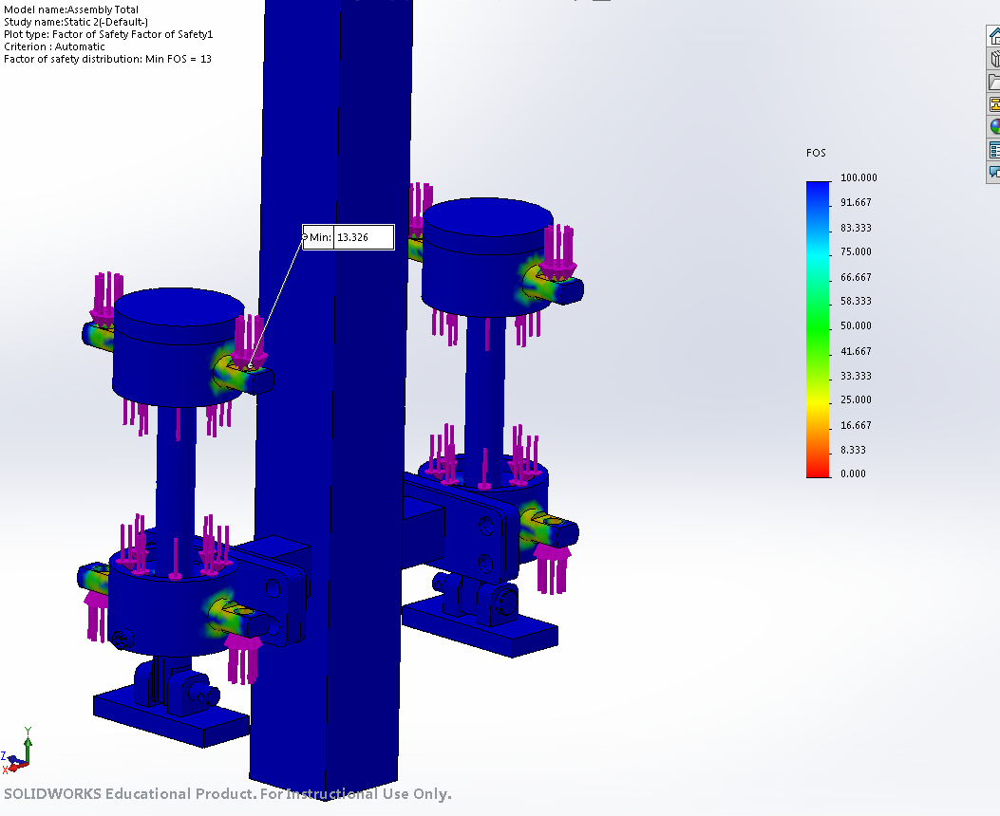 Model name:Assembly Total
Study name:Static 2(-Default-)
Plot type: Factor of Safety Factor of Safety1
Criterion : Automatic
Factor of safety distribution: Min FOS = 13
FOS
100.000
91.667
83.333
75.000
66.667
58.333
50.000
41.667
33.333
25.000
16.667
8.333
0.000
Min: 13.326
Y
Z
X
SOLIDWORKS Educational Product. For Instructional Use Only.